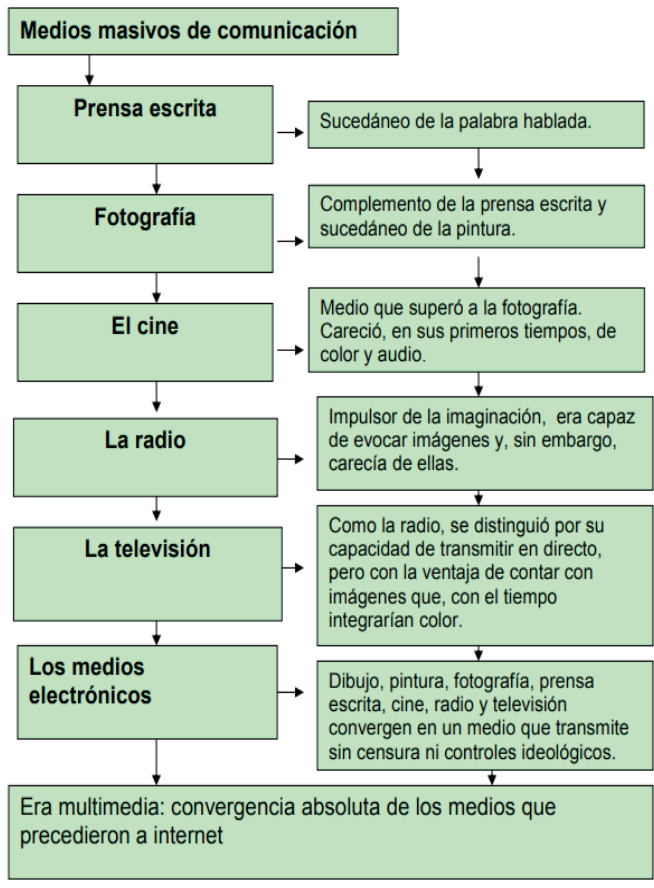 Medios masivos de comunicación
Prensa escrita
Sucedáneo de la palabra hablada.
Fotografía
Complemento de la prensa escrita y
sucedáneo de la pintura.
El cine
Medio que superó a la fotografía.
Careció, en sus primeros tiempos, de
color y audio.
La radio
Impulsor de la imaginación, era capaz
de evocar imágenes y, sin embargo,
carecía de ellas.
La televisión
Como la radio, se distinguió por su
capacidad de transmitir en directo,
pero con la ventaja de contar con
imágenes que, con el tiempo
integrarían color.
Los medios
electrónicos
Dibujo, pintura, fotografía, prensa
escrita, cine, radio y televisión
convergen en un medio que transmite
sin censura ni controles ideológicos.
Era multimedia: convergencia absoluta de los medios que
precedieron a internet